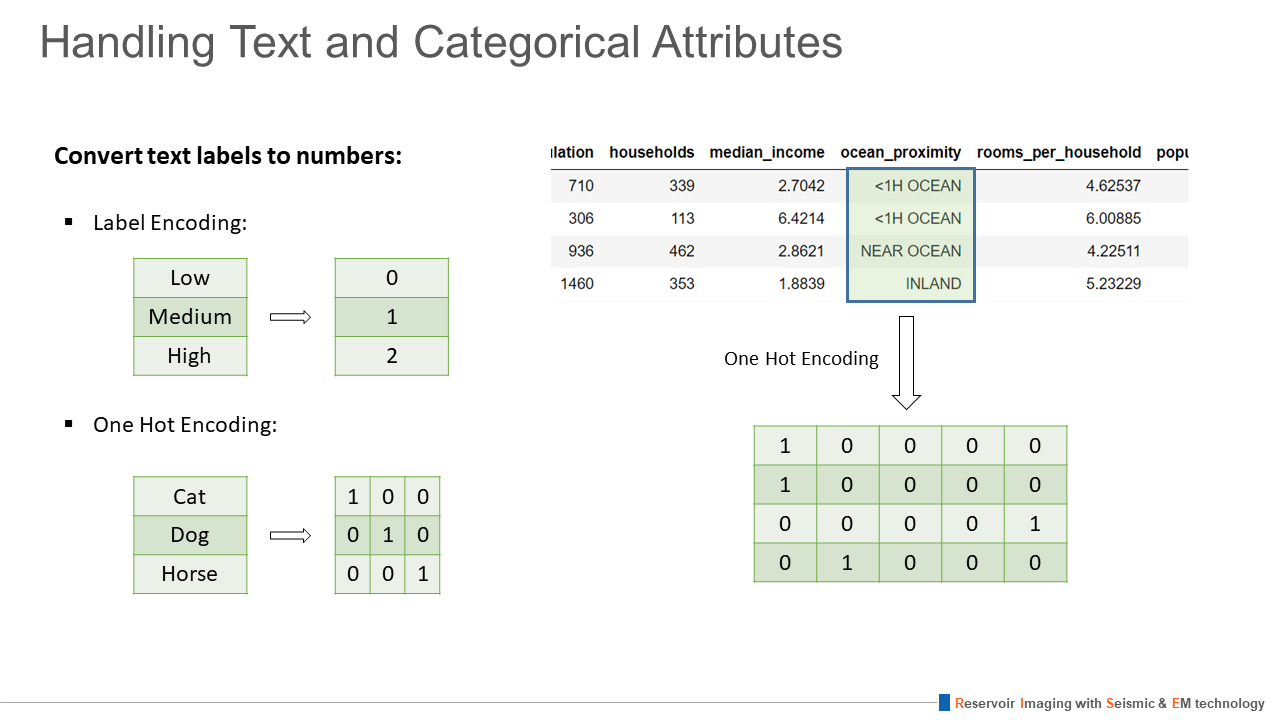 Handling Text and Categorical Attributes
Convert text labels to numbers:
▪ Label Encoding:
Low 0
Medium 1
High 2
▪ One Hot Encoding:
Cat 1 0 0
Dog 0 1 0
Horse 0 0 1
lation households median_income ocean_proximity rooms_per_household popu
710 339 2.7042 <1H OCEAN 4.62537
306 113 6.4214 <1H OCEAN 6.00885
936 462 2.8621 NEAR OCEAN 4.22511
1460 353 1.8839 INLAND 5.23229
One Hot Encoding
1 0 0 0 0
1 0 0 0 0
0 0 0 0 1
0 1 0 0 0
Reservoir Imaging with Seismic & EM technology